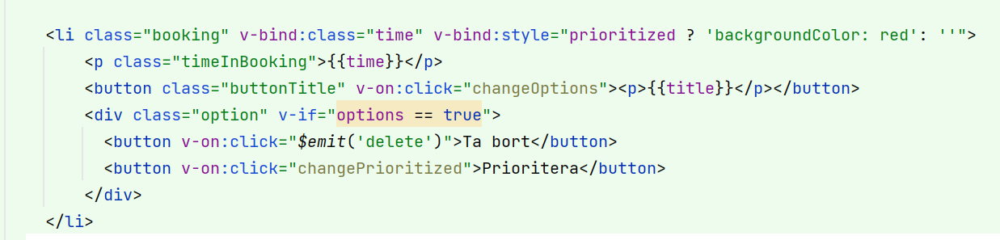 <li class="booking" v-bind:class="time" v-bind:style="prioritized ? 'backgroundColor: red': ''">
<p class="timeInBooking">{{time}}</p>
<button class="buttonTitle" v-on:click="changeOptions"><p>{{title}}</p></button>
<div class="option" v-if="options == true">
<button v-on:click="$emit('delete')">Ta bort</button>
<button v-on:click="changePrioritized">Prioritera</button>
</div>
</li>